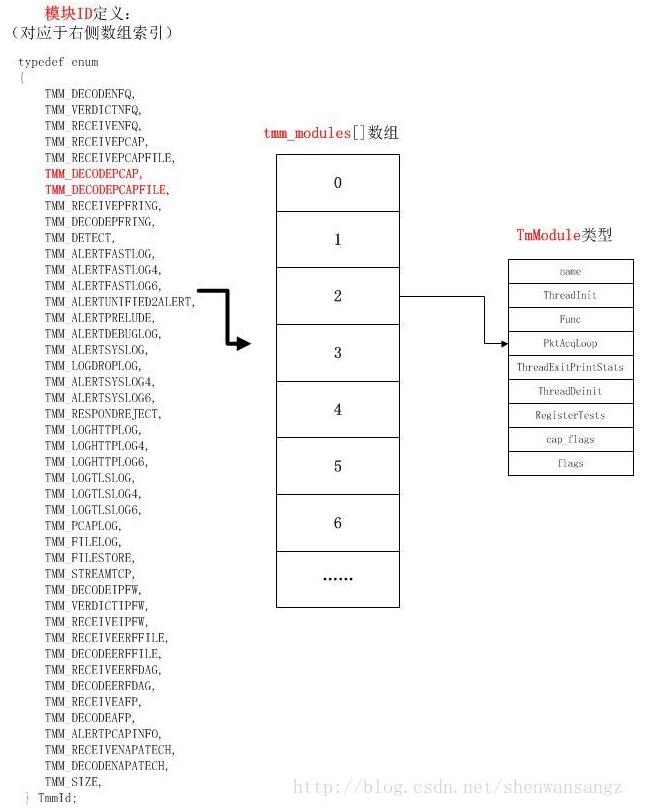 模块ID定义:
(对应于右侧数组索引)
typedef enum
{
TMM_DECODENFQ,
TMM_VERDICTNFQ,
TMM_RECEIVENFQ,
TMM_RECEIVEPCAP,
TMM_RECEIVEPCAPFILE,
TMM_DECODEPCAP,
TMM_DECODEPCAPFILE,
TMM_RECEIVEPFRING,
TMM_DECODEPFRING,
TMM_DETECT,
TMM_ALERTFASTLOG,
TMM_ALERTFASTLOG4,
TMM_ALERTFASTLOG6,
TMM_ALERTUNIFIED2ALERT,
TMM_ALERTPRELUDE,
TMM_ALERTDEBUGLOG,
TMM_ALERTSYSLOG,
TMM_LOGDROPLOG,
TMM_ALERTSYSLOG4,
TMM_ALERTSYSLOG6,
TMM_RESPONDREJECT,
TMM_LOGHTTPLOG,
TMM_LOGHTTPLOG4,
TMM_LOGHTTPLOG6,
TMM_LOGTLSLOG,
TMM_LOGTLSLOG4,
TMM_LOGTLSLOG6,
TMM_PCAPLOG,
TMM_FILELOG,
TMM_FILESTORE,
TMM_STREAMTCP,
TMM_DECODEIPFW,
TMM_VERDICTIPFW,
TMM_RECEIVEIPFW,
TMM_RECEIVEERFFILE,
TMM_DECODEERFFILE,
TMM_RECEIVEERFDAG,
TMM_DECODEERFDAG,
TMM_RECEIVEAFP,
TMM_DECODEAFP,
TMM_ALERTPCAPINFO,
TMM_RECEIVENAPATECH,
TMM_DECODENAPATECH,
TMM_SIZE,
} TmmId;
tmm_modules[]数组
0
1
2
3
4
5
6
……
TmModule类型
name
ThreadInit
Func
PktAcqLoop
ThreadExitPrintStats
ThreadDeinit
RegisterTests
cap_flags
flags
http://blog.csdn.net/shenwansangz